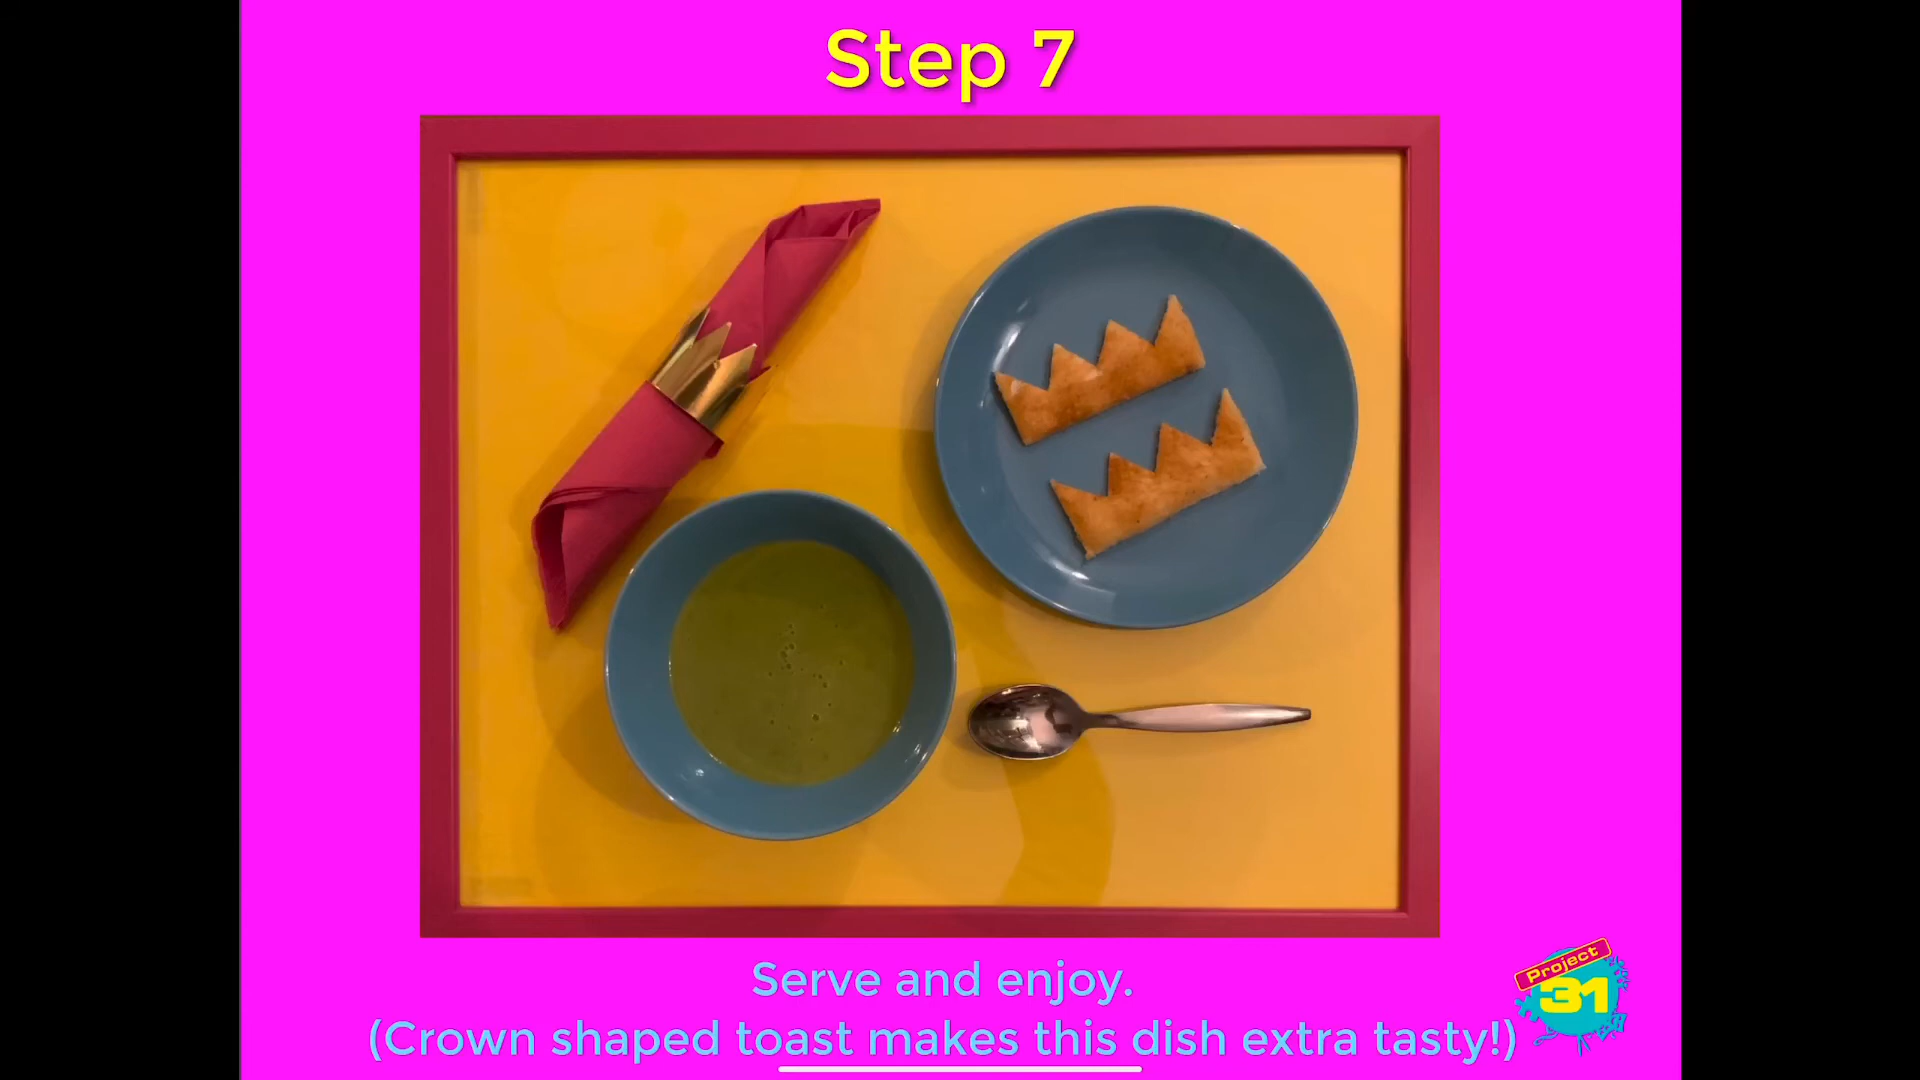 Step 7
Serve and enjoy.
(Crown shaped toast makes this dish extra tasty!)
Project
31